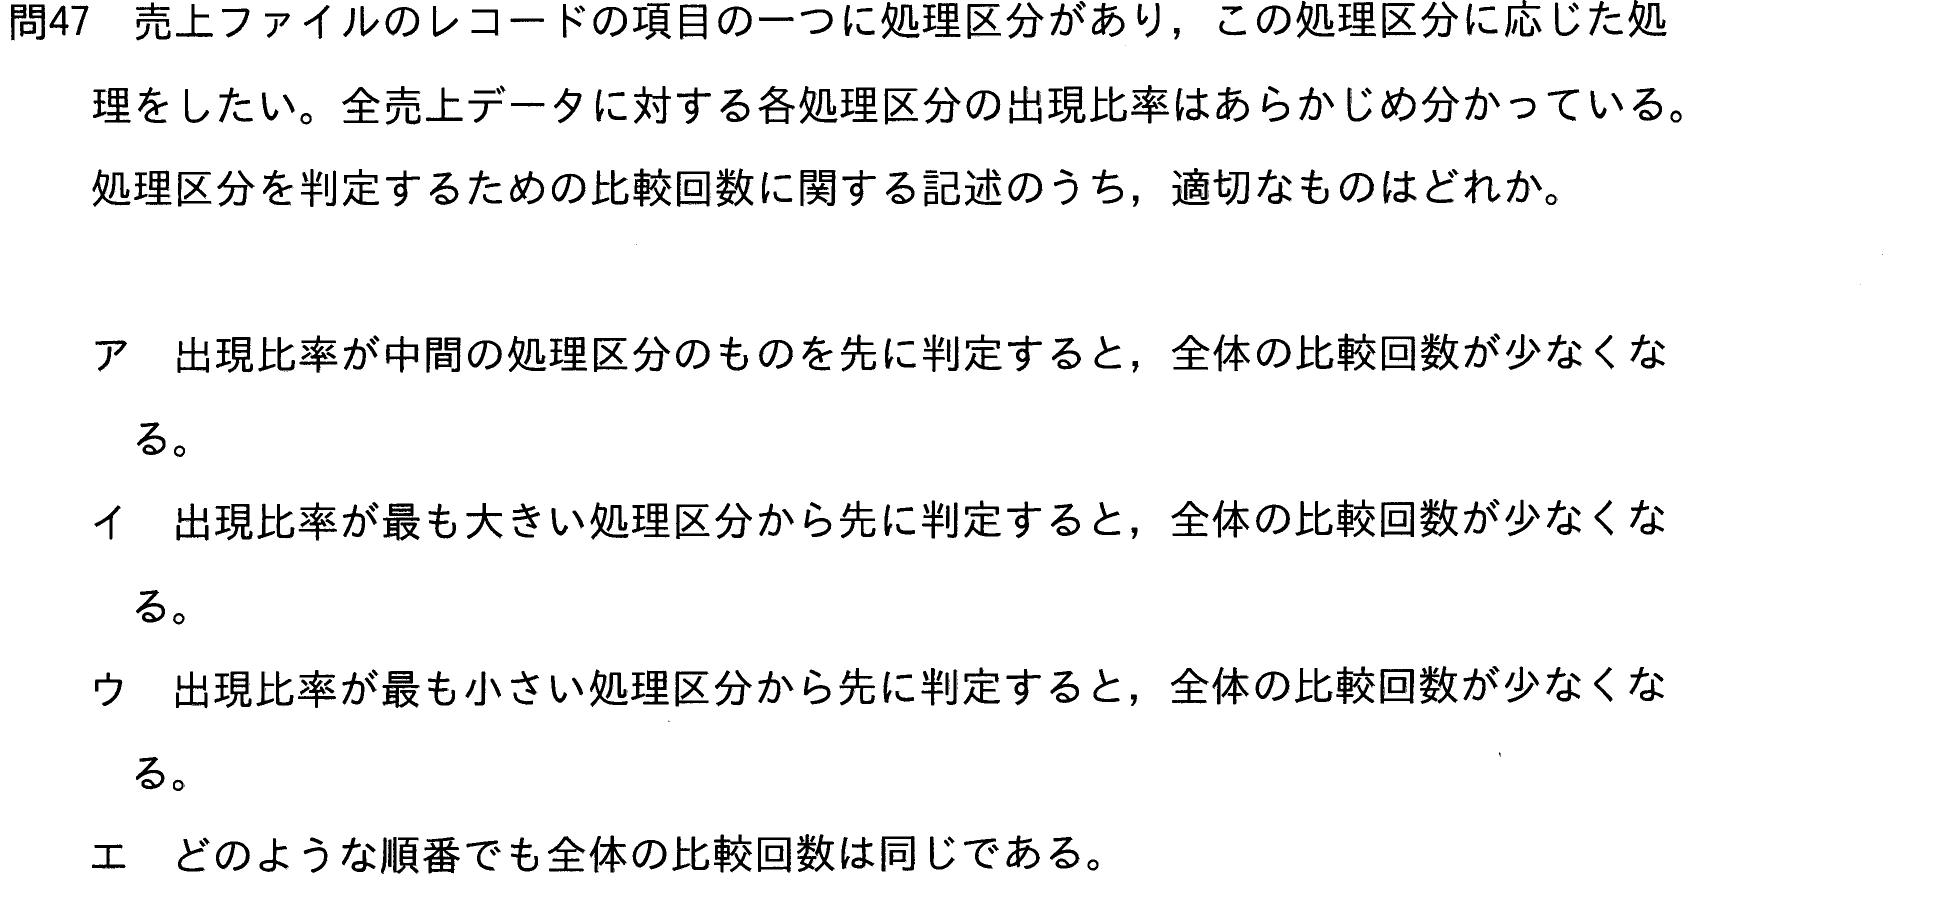 問47 売上ファイルのレコードの項目の一つに処理区分があり，この処理区分に応じた処
理をしたい。全売上データに対する各処理区分の出現比率はあらかじめ分かっている。
処理区分を判定するための比較回数に関する記述のうち，適切なものはどれか。
ア 出現比率が中間の処理区分のものを先に判定すると，全体の比較回数が少なくな
る。
イ 出現比率が最も大きい処理区分から先に判定すると，全体の比較回数が少なくな
る。
ウ 出現比率が最も小さい処理区分から先に判定すると，全体の比較回数が少なくな
る。
エ どのような順番でも全体の比較回数は同じである。